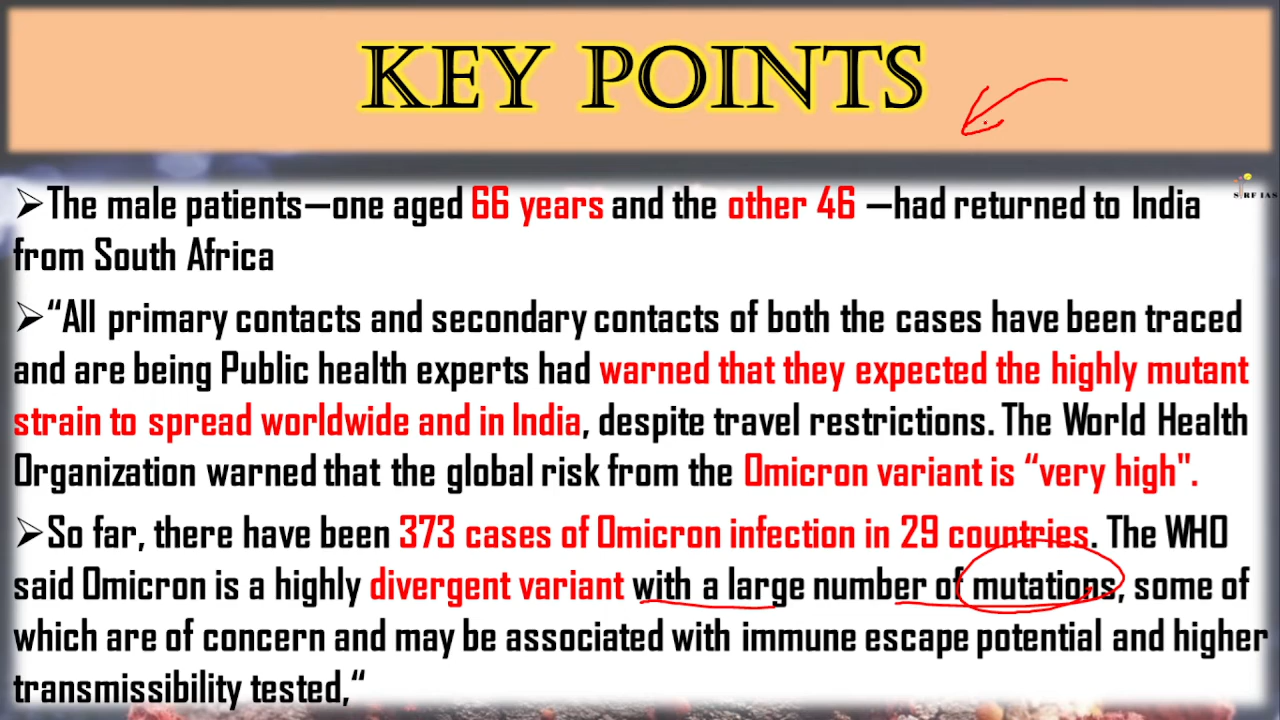 KEY POINTS
➢The male patients—one aged 66 years and the other 46 —had returned to India
from South Africa
➢“All primary contacts and secondary contacts of both the cases have been traced
and are being Public health experts had warned that they expected the highly mutant
strain to spread worldwide and in India, despite travel restrictions. The World Health
Organization warned that the global risk from the Omicron variant is “very high".
➢So far, there have been 373 cases of Omicron infection in 29 countries. The WHO
said Omicron is a highly divergent variant with a large number of mutations, some of
which are of concern and may be associated with immune escape potential and higher
transmissibility tested,“